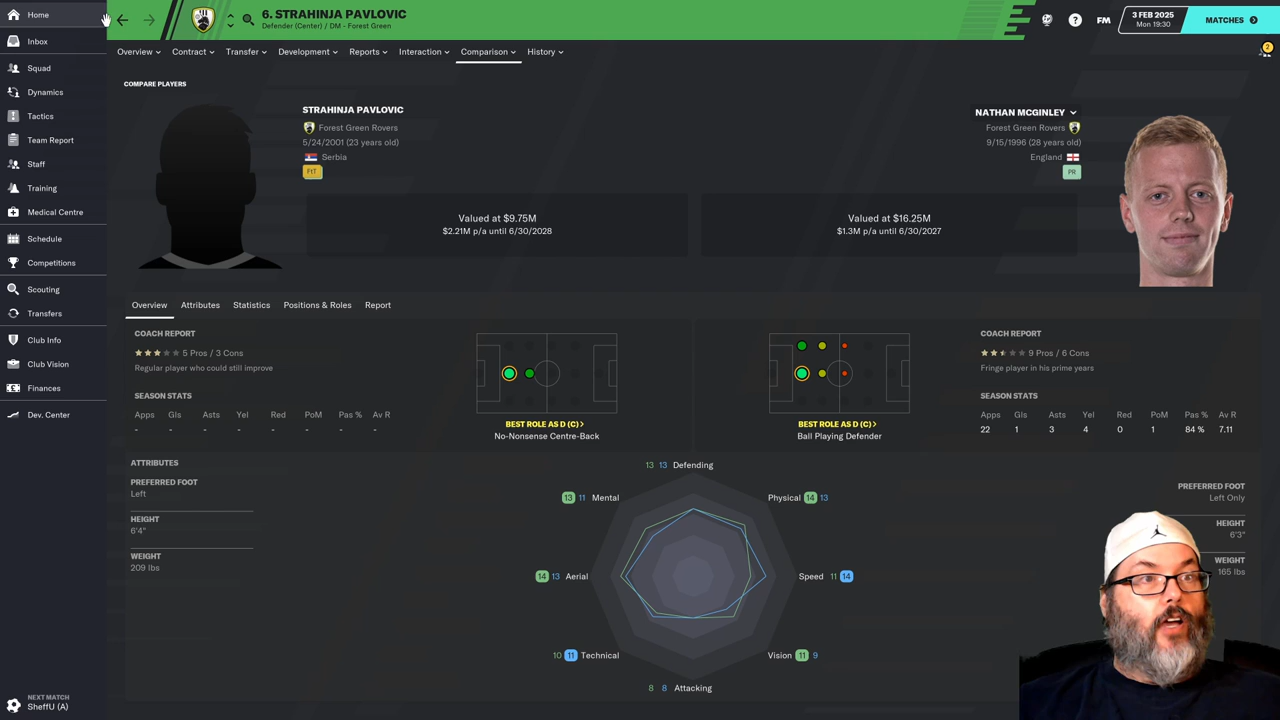 Home
Inbox
Squad
Dynamics
Tactics
Team Report
Staff
Training
Medical Centre
Schedule
Competitions
Scouting
Transfers
Club Info
Club Vision
Finances
Dev. Center
NEXT MATCH
SheffU (A)
6. STRAHINJA PAVLOVIC
Defender (Center) / DM - Forest Green
FM
3 FEB 2025
Mon 19:30
MATCHES
2
Overview Contract Transfer Development Reports Interaction Comparison History
COMPARE PLAYERS
STRAHINJA PAVLOVIC
Forest Green Rovers
5/24/2001 (23 years old)
Serbia
FIT
NATHAN MCGINLEY
Forest Green Rovers
9/15/1996 (28 years old)
England
PR
Valued at $9.75M
$2.21M p/a until 6/30/2028
Valued at $16.25M
$1.3M p/a until 6/30/2027
Overview Attributes Statistics Positions & Roles Report
COACH REPORT
5 Pros / 3 Cons
Regular player who could still improve
SEASON STATS
Apps Gls Asts Yel Red PoM Pas % Av R
- - - - - - - -
BEST ROLE AS D (C) >
No-Nonsense Centre-Back
BEST ROLE AS D (C) >
Ball Playing Defender
COACH REPORT
9 Pros / 6 Cons
Fringe player in his prime years
SEASON STATS
Apps Gls Asts Yel Red PoM Pas % Av R
22 1 3 4 0 1 84 % 7.11
ATTRIBUTES
PREFERRED FOOT
Left
HEIGHT
6'4"
WEIGHT
209 lbs
13 13 Defending
13 11 Mental
Physical 14 13
14 13 Aerial
Speed 11 14
10 11 Technical
Vision 11 9
8 8 Attacking
PREFERRED FOOT
Left Only
HEIGHT
6'3"
WEIGHT
165 lbs